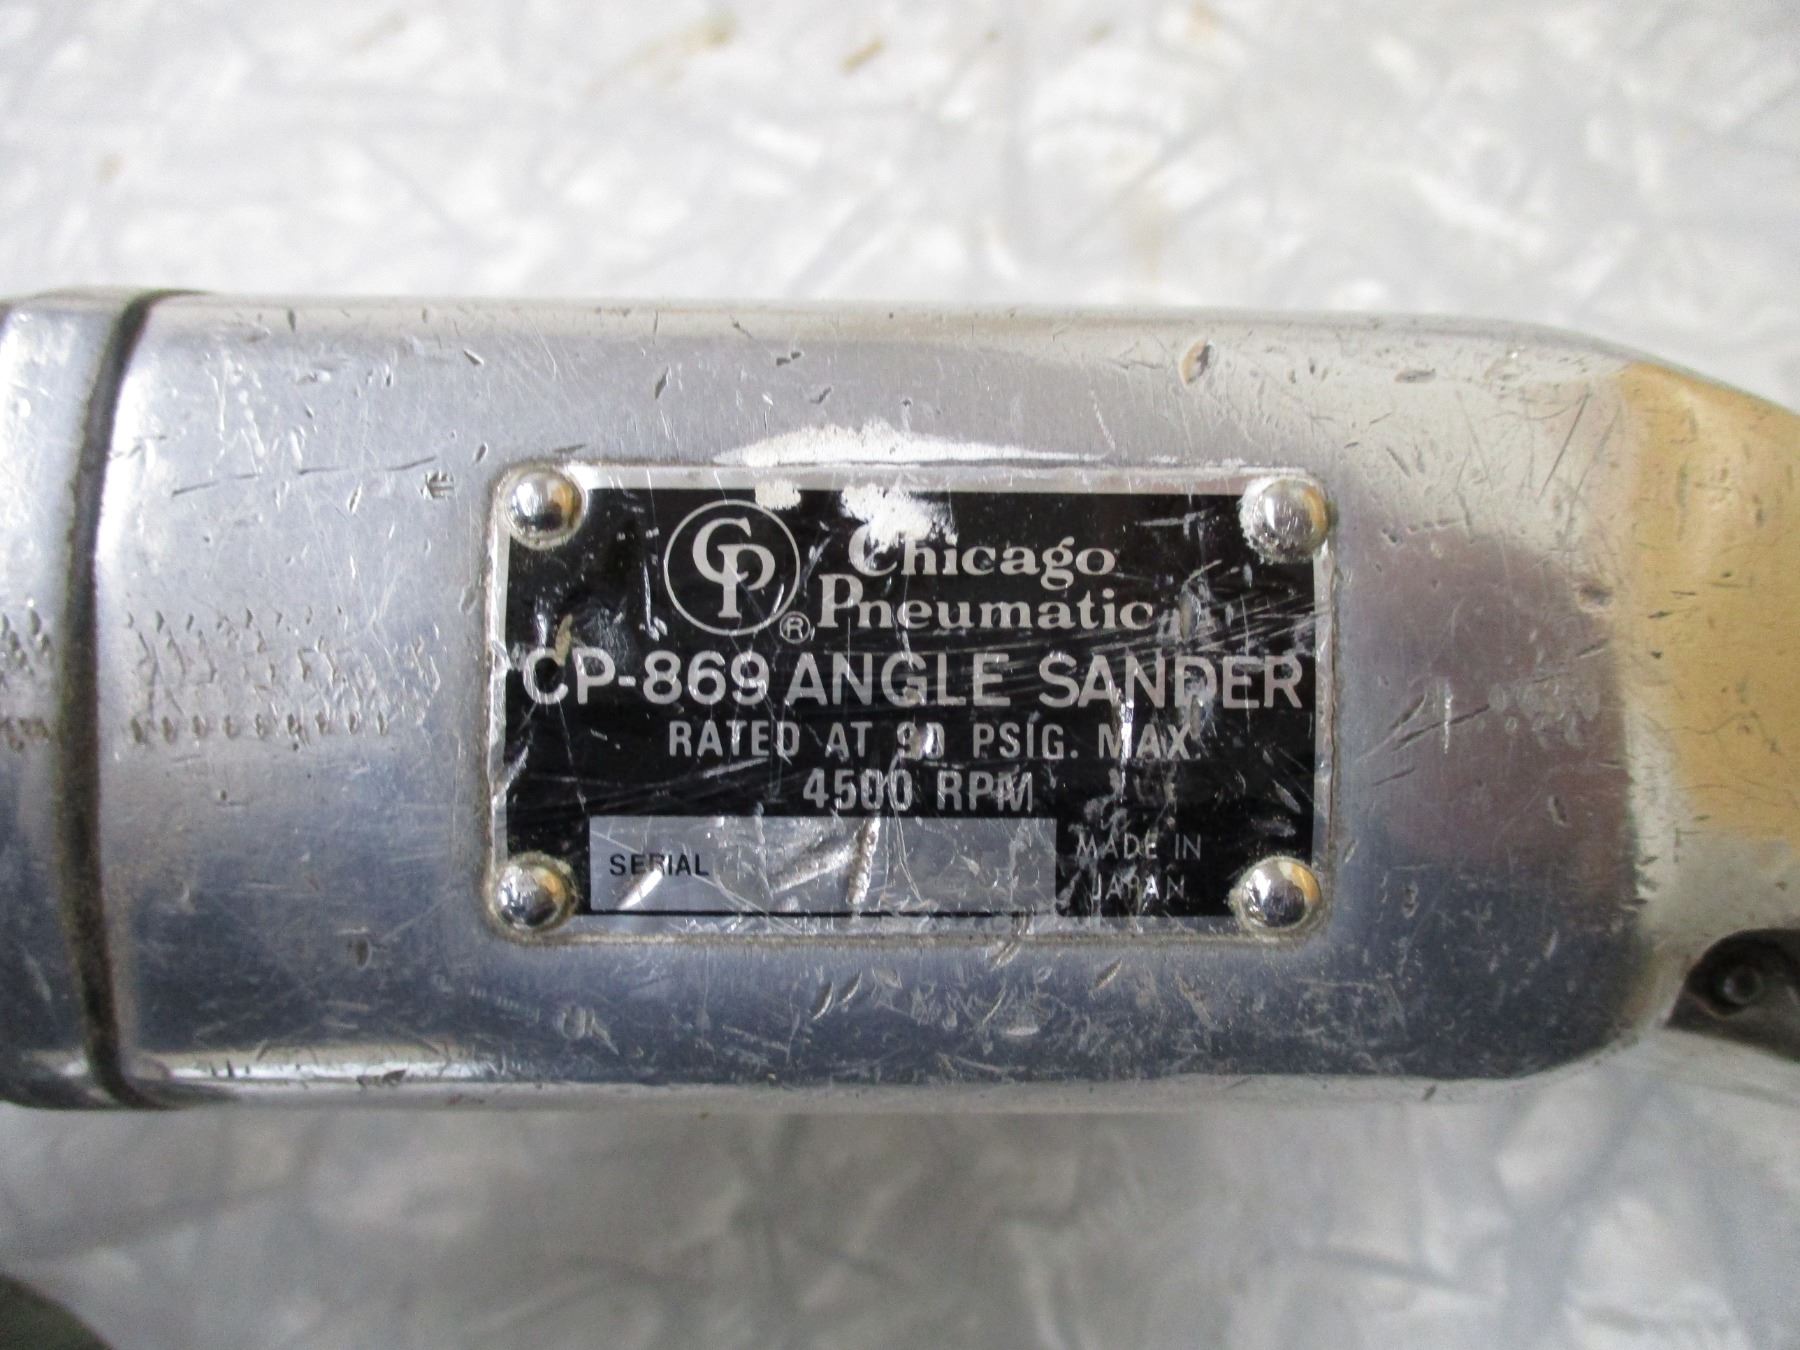 CP ® Chicago
Pneumatic
CP-869 ANGLE SANDER
RATED AT 90 PSIG. MAX.
4500 RPM
SERIAL
MADE IN
JAPAN